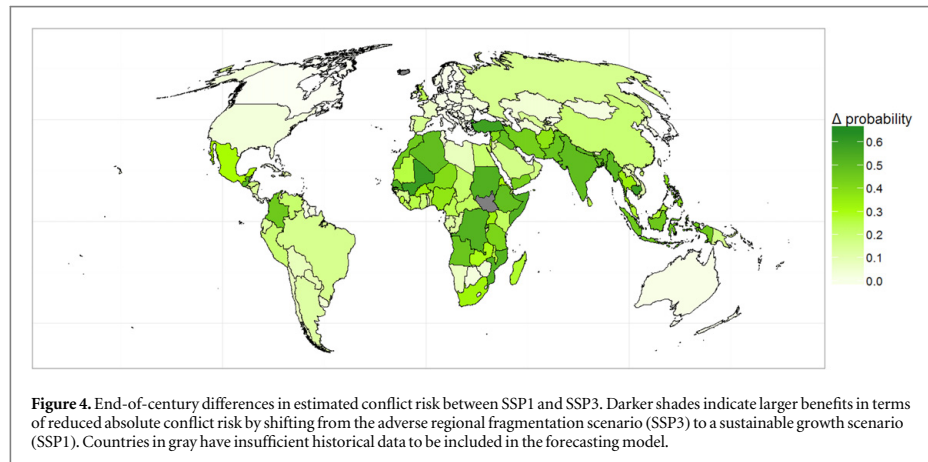 Δ probability
0.6
0.5
0.4
0.3
0.2
0.1
0.0
Figure 4. End-of-century differences in estimated conflict risk between SSP1 and SSP3. Darker shades indicate larger benefits in terms
of reduced absolute conflict risk by shifting from the adverse regional fragmentation scenario (SSP3) to a sustainable growth scenario
(SSP1). Countries in gray have insufficient historical data to be included in the forecasting model.